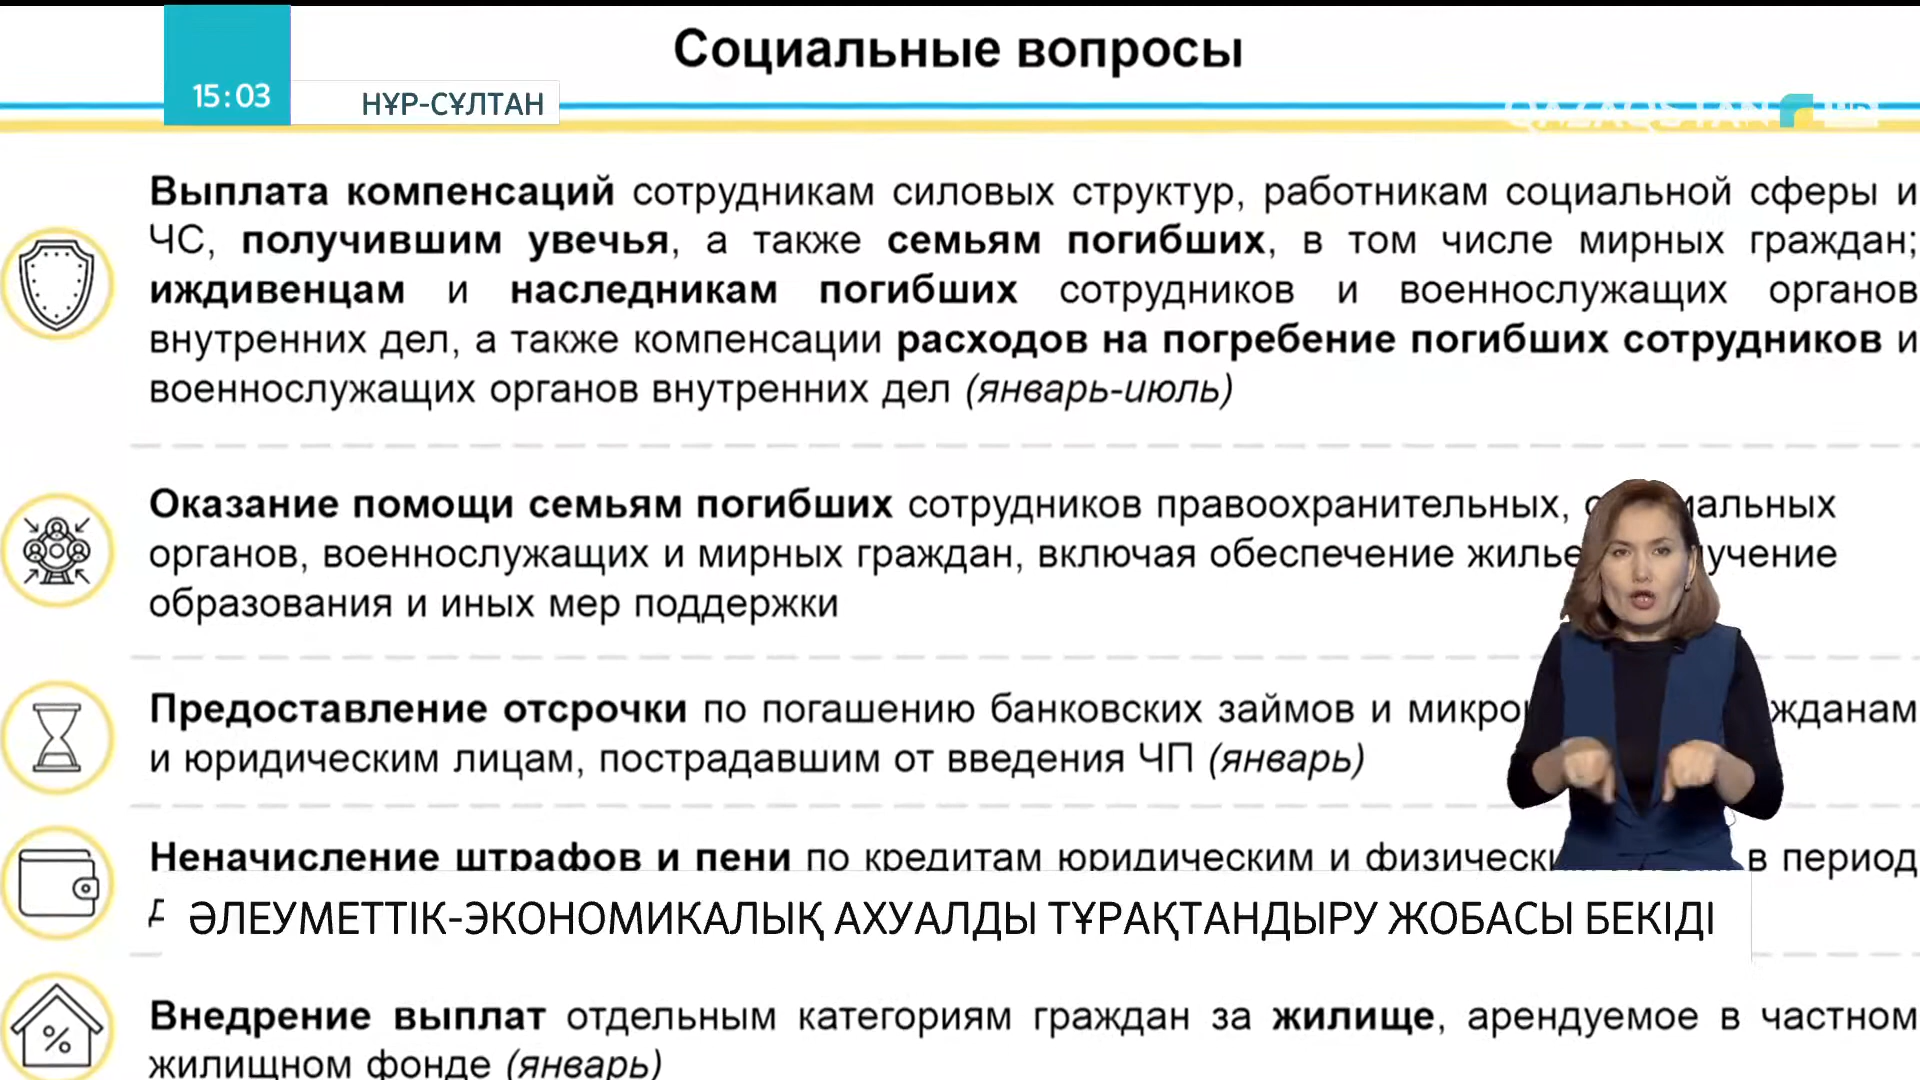 Социальные вопросы
15:03
НҰР-СҰЛТАН
QAZAQSTAN
Выплата компенсаций сотрудникам силовых структур, работникам социальной сферы и
ЧС, получившим увечья, а также семьям погибших, в том числе мирных граждан;
иждивенцам и наследникам погибших сотрудников и военнослужащих органов
внутренних дел, а также компенсации расходов на погребение погибших сотрудников и
военнослужащих органов внутренних дел (январь-июль)
Оказание помощи семьям погибших сотрудников правоохранительных,
органов, военнослужащих и мирных граждан, включая обеспечение
образования и иных мер поддержки
Предоставление отсрочки по погашению банковских займов и
и юридическим лицам, пострадавшим от введения ЧП (январь)
Неначисление штрафов и пени по кредитам юридическим и в период
ӘЛЕУМЕТТІК-ЭКОНОМИКАЛЫҚ АХУАЛДЫ ТҰРАҚТАНДЫРУ ЖОБАСЫ БЕКІДІ
Внедрение выплат отдельным категориям граждан за жилище, арендуемое в частном
жилищном фонде (январь)
%